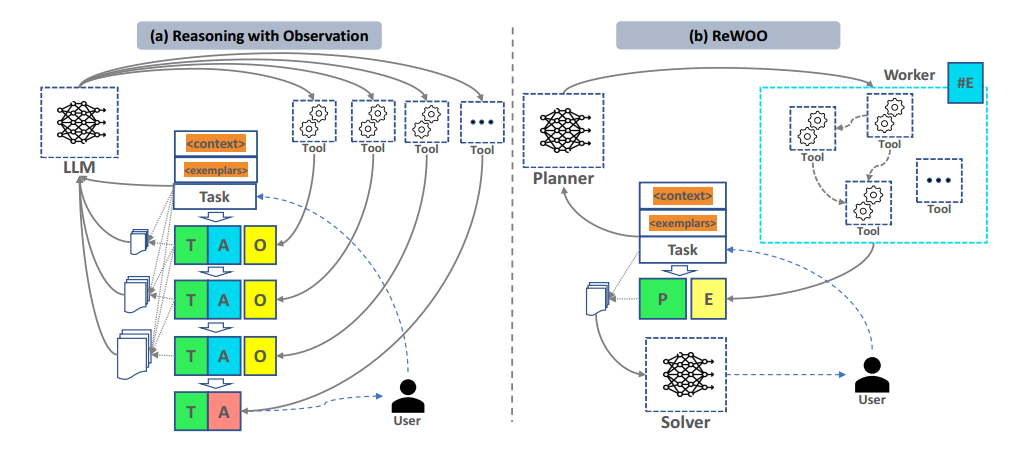 (a) Reasoning with Observation
LLM
Tool
Tool
Tool
Tool
<context>
<exemplars>
Task
T A O
T A O
T A O
T A
User
(b) ReWOO
Planner
Worker
#E
Tool
Tool
Tool
Tool
<context>
<exemplars>
Task
P E
Solver
User